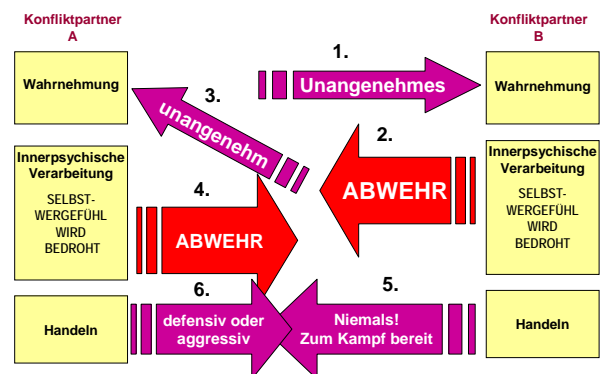 Konfliktpartner
A
Konfliktpartner
B
1.
Wahrnehmung
Unangenehmes
Wahrnehmung
3.
unangenehm
2.
Innerpsychische
Verarbeitung
SELBST-
WERGEFÜHL
WIRD
BEDROHT
ABWEHR
Innerpsychische
Verarbeitung
SELBST-
WERGEFÜHL
WIRD
BEDROHT
4.
ABWEHR
6.
5.
Handeln
defensiv oder
aggressiv
Niemals!
Zum Kampf bereit
Handeln